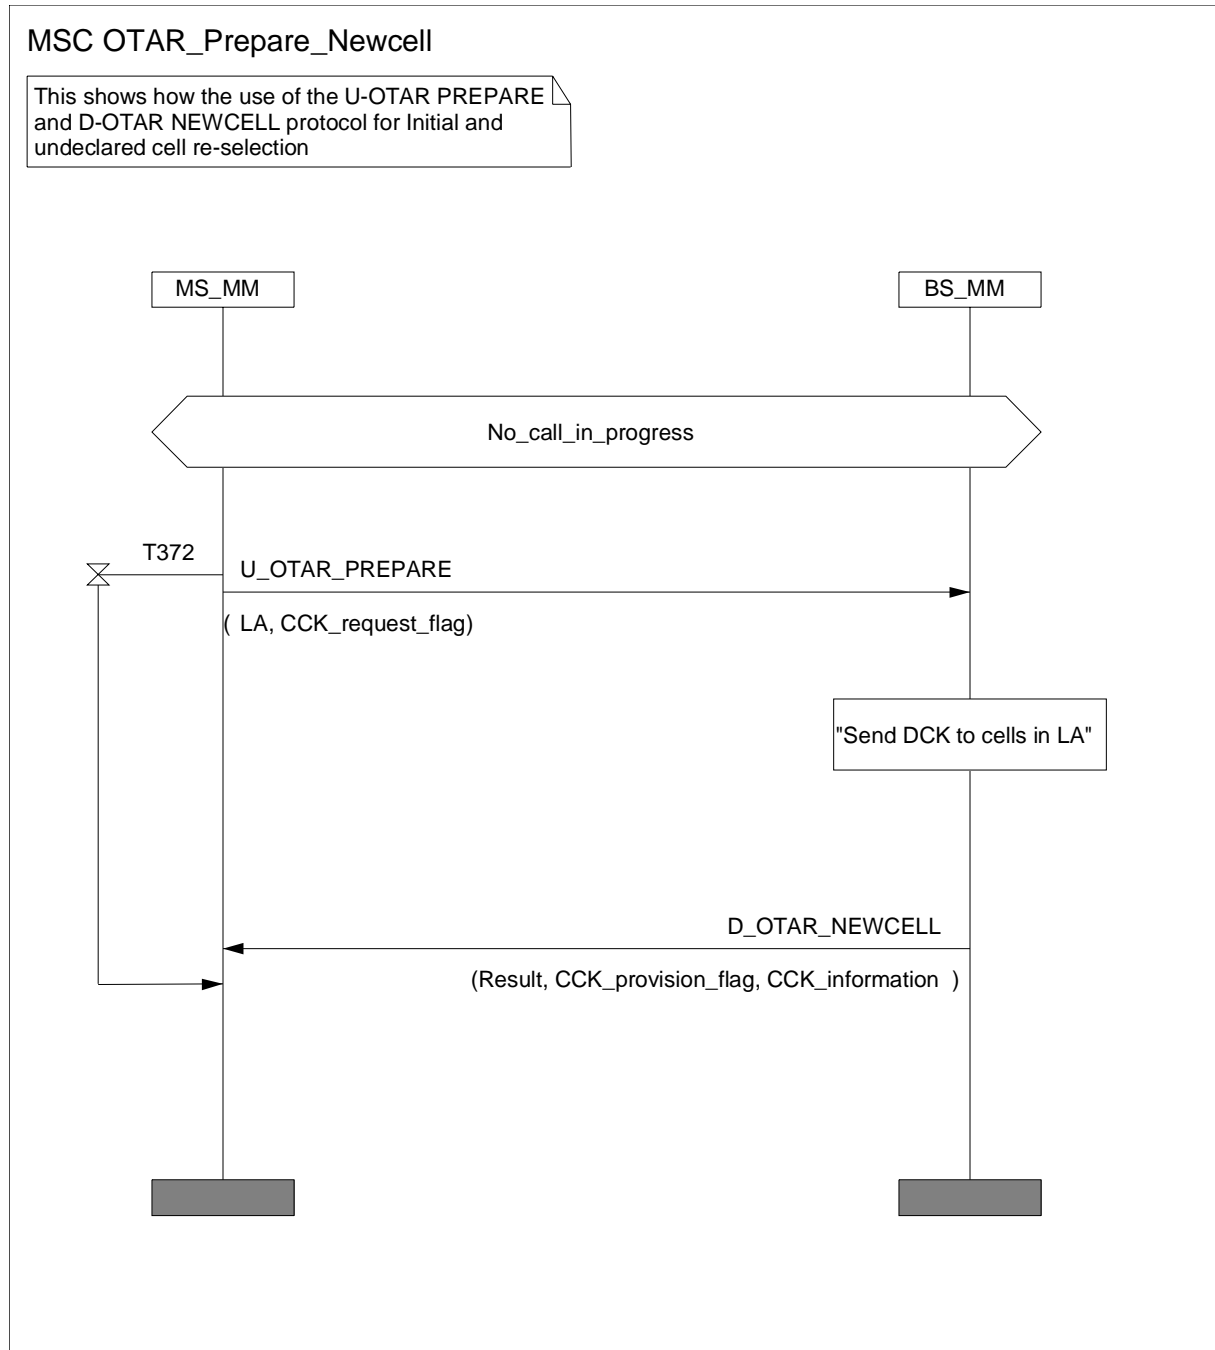 MSC OTAR_Prepare_Newcell
This shows how the use of the U-OTAR PREPARE
and D-OTAR NEWCELL protocol for Initial and
undeclared cell re-selection
MS_MM
BS_MM
No_call_in_progress
T372
U_OTAR_PREPARE
( LA, CCK_request_flag)
"Send DCK to cells in LA"
D_OTAR_NEWCELL
(Result, CCK_provision_flag, CCK_information )